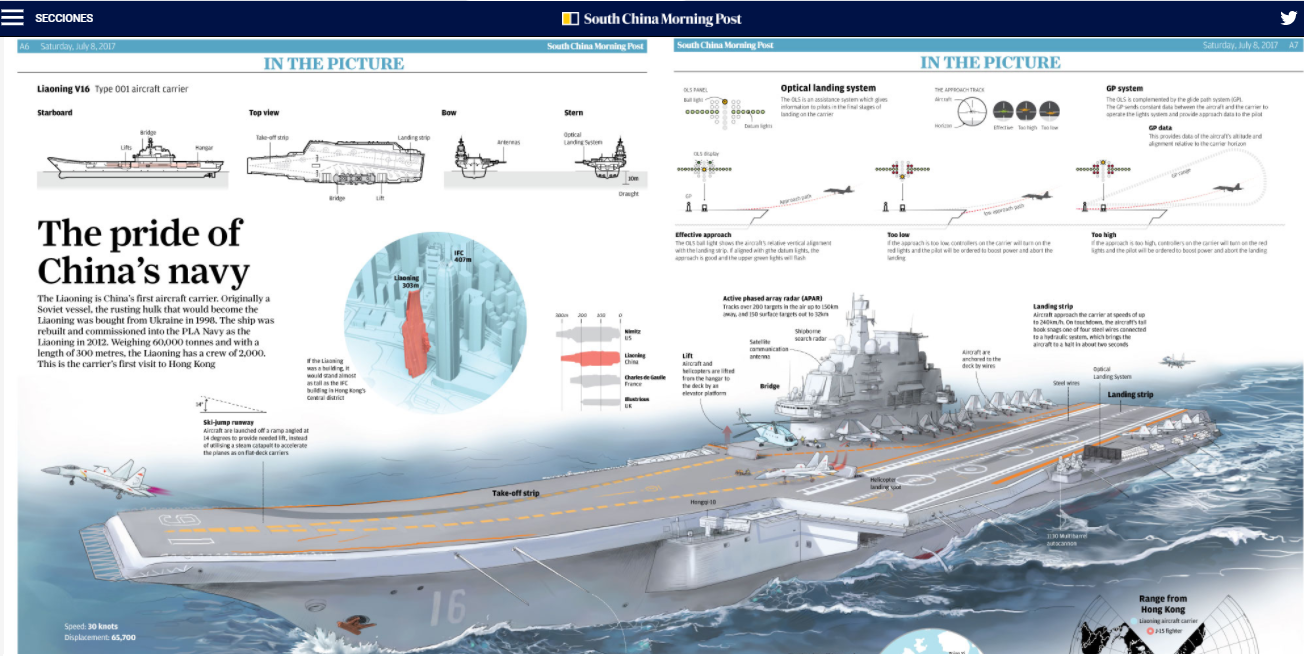 SECCIONES
South China Morning Post
A6 Saturday, July 8, 2017
South China Morning Post
IN THE PICTURE
Liaoning V16 Type 001 aircraft carrier
Starboard
Bridge
Lifts
Hangar
Top view
Take-off strip
Landing strip
Bridge
Lift
Bow
Antennas
Stern
Optical
Landing System
10m
Draught
The pride of
China's navy
The Liaoning is China's first aircraft carrier. Originally a
Soviet vessel, the rusting hulk that would become the
Liaoning was bought from Ukraine in 1998. The ship was
rebuilt and commissioned into the PLA Navy as the
Liaoning in 2012. Weighing 60,000 tonnes and with a
length of 300 metres, the Liaoning has a crew of 2,000.
This is the carrier's first visit to Hong Kong
IFC
407m
Liaoning
303m
If the Liaoning
was a building, it
would stand almost
as tall as the IFC
building in Hong Kong's
Central district
300m 200 100 0
Nimitz
US
Liaoning
China
Charles de Gaulle
France
Illustrious
UK
14°
Ski-jump runway
Aircraft are launched off a ramp angled at
14 degrees to provide needed lift, instead
of utilising a steam catapult to accelerate
the planes as on flat-deck carriers
Take-off strip
16
Speed: 30 knots
Displacement: 65,700
South China Morning Post
Saturday, July 8, 2017 A7
IN THE PICTURE
OLS PANEL
Ball light
Datum lights
Optical landing system
The OLS is an assistance system which gives
information to pilots in the final stages of
landing on the carrier
THE APPROACH TRACK
Aircraft
Horizon
Effective
Too high
Too low
GP system
The OLS is complemented by the glide path system (GP).
The GP sends constant data between the aircraft and the carrier to
operate the lights system and provide approach data to the pilot
GP data
This provides data of the aircraft's altitude and
alignment relative to the carrier horizon
OLS display
GP
Approach path
Too approach path
GP range
Effective approach
The OLS ball light shows the aircraft's relative vertical alignment
with the landing strip. If aligned with the datum lights, the
approach is good and the upper green lights will flash
Too low
If the approach is too low, controllers on the carrier will turn on the
red lights and the pilot will be ordered to boost power and abort the
landing
Too high
If the approach is too high, controllers on the carrier will turn on the red
lights and the pilot will be ordered to boost power and abort the landing
Active phased array radar (APAR)
Tracks over 200 targets in the air up to 150km
away, and 150 surface targets out to 32km
Shipborne
search radar
Satellite
communication
antenna
Bridge
Lift
Aircraft and
helicopters are lifted
from the hangar to
the deck by an
elevator platform
Landing strip
Aircraft approach the carrier at speeds of up
to 240km/h. On touchdown, the aircraft's tail
hook snags one of four steel wires connected
to a hydraulic system, which brings the
aircraft to a halt in about two seconds
Aircraft are
anchored to the
deck by wires
Steel wires
Optical
Landing System
Landing strip
Helicopter
landing spot
Hongqi-10
Multibarrel
autocannon
Range from
Hong Kong
Liaoning aircraft carrier
J-15 fighter